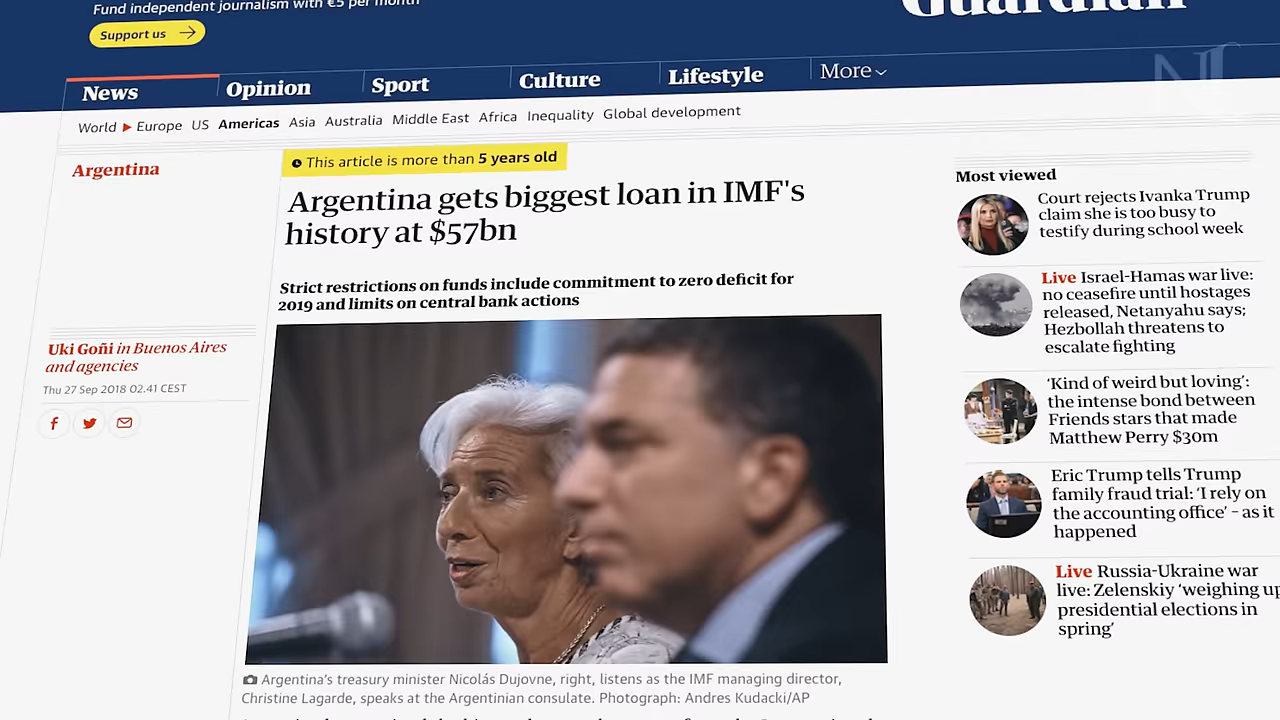 Fund independent journalism with €5 per month
Support us
Guardian
News
Opinion
Sport
Culture
Lifestyle
More
World
Europe
US
Americas
Asia
Australia
Middle East
Africa
Inequality
Global development
Argentina
This article is more than 5 years old
Argentina gets biggest loan in IMF's
history at $57bn
Strict restrictions on funds include commitment to zero deficit for
2019 and limits on central bank actions
Uki Goñi in Buenos Aires
and agencies
Thu 27 Sep 2018 02.41 CEST
Argentina's treasury minister Nicolás Dujovne, right, listens as the IMF managing director,
Christine Lagarde, speaks at the Argentinian consulate. Photograph: Andres Kudacki/AP
Most viewed
Court rejects Ivanka Trump
claim she is too busy to
testify during school week
Live Israel-Hamas war live:
no ceasefire until hostages
released, Netanyahu says;
Hezbollah threatens to
escalate fighting
‘Kind of weird but loving’:
the intense bond between
Friends stars that made
Matthew Perry $30m
Eric Trump tells Trump
family fraud trial: ‘I rely on
the accounting office’ – as it
happened
Live Russia-Ukraine war
live: Zelenskiy ‘weighing up
presidential elections in
spring’